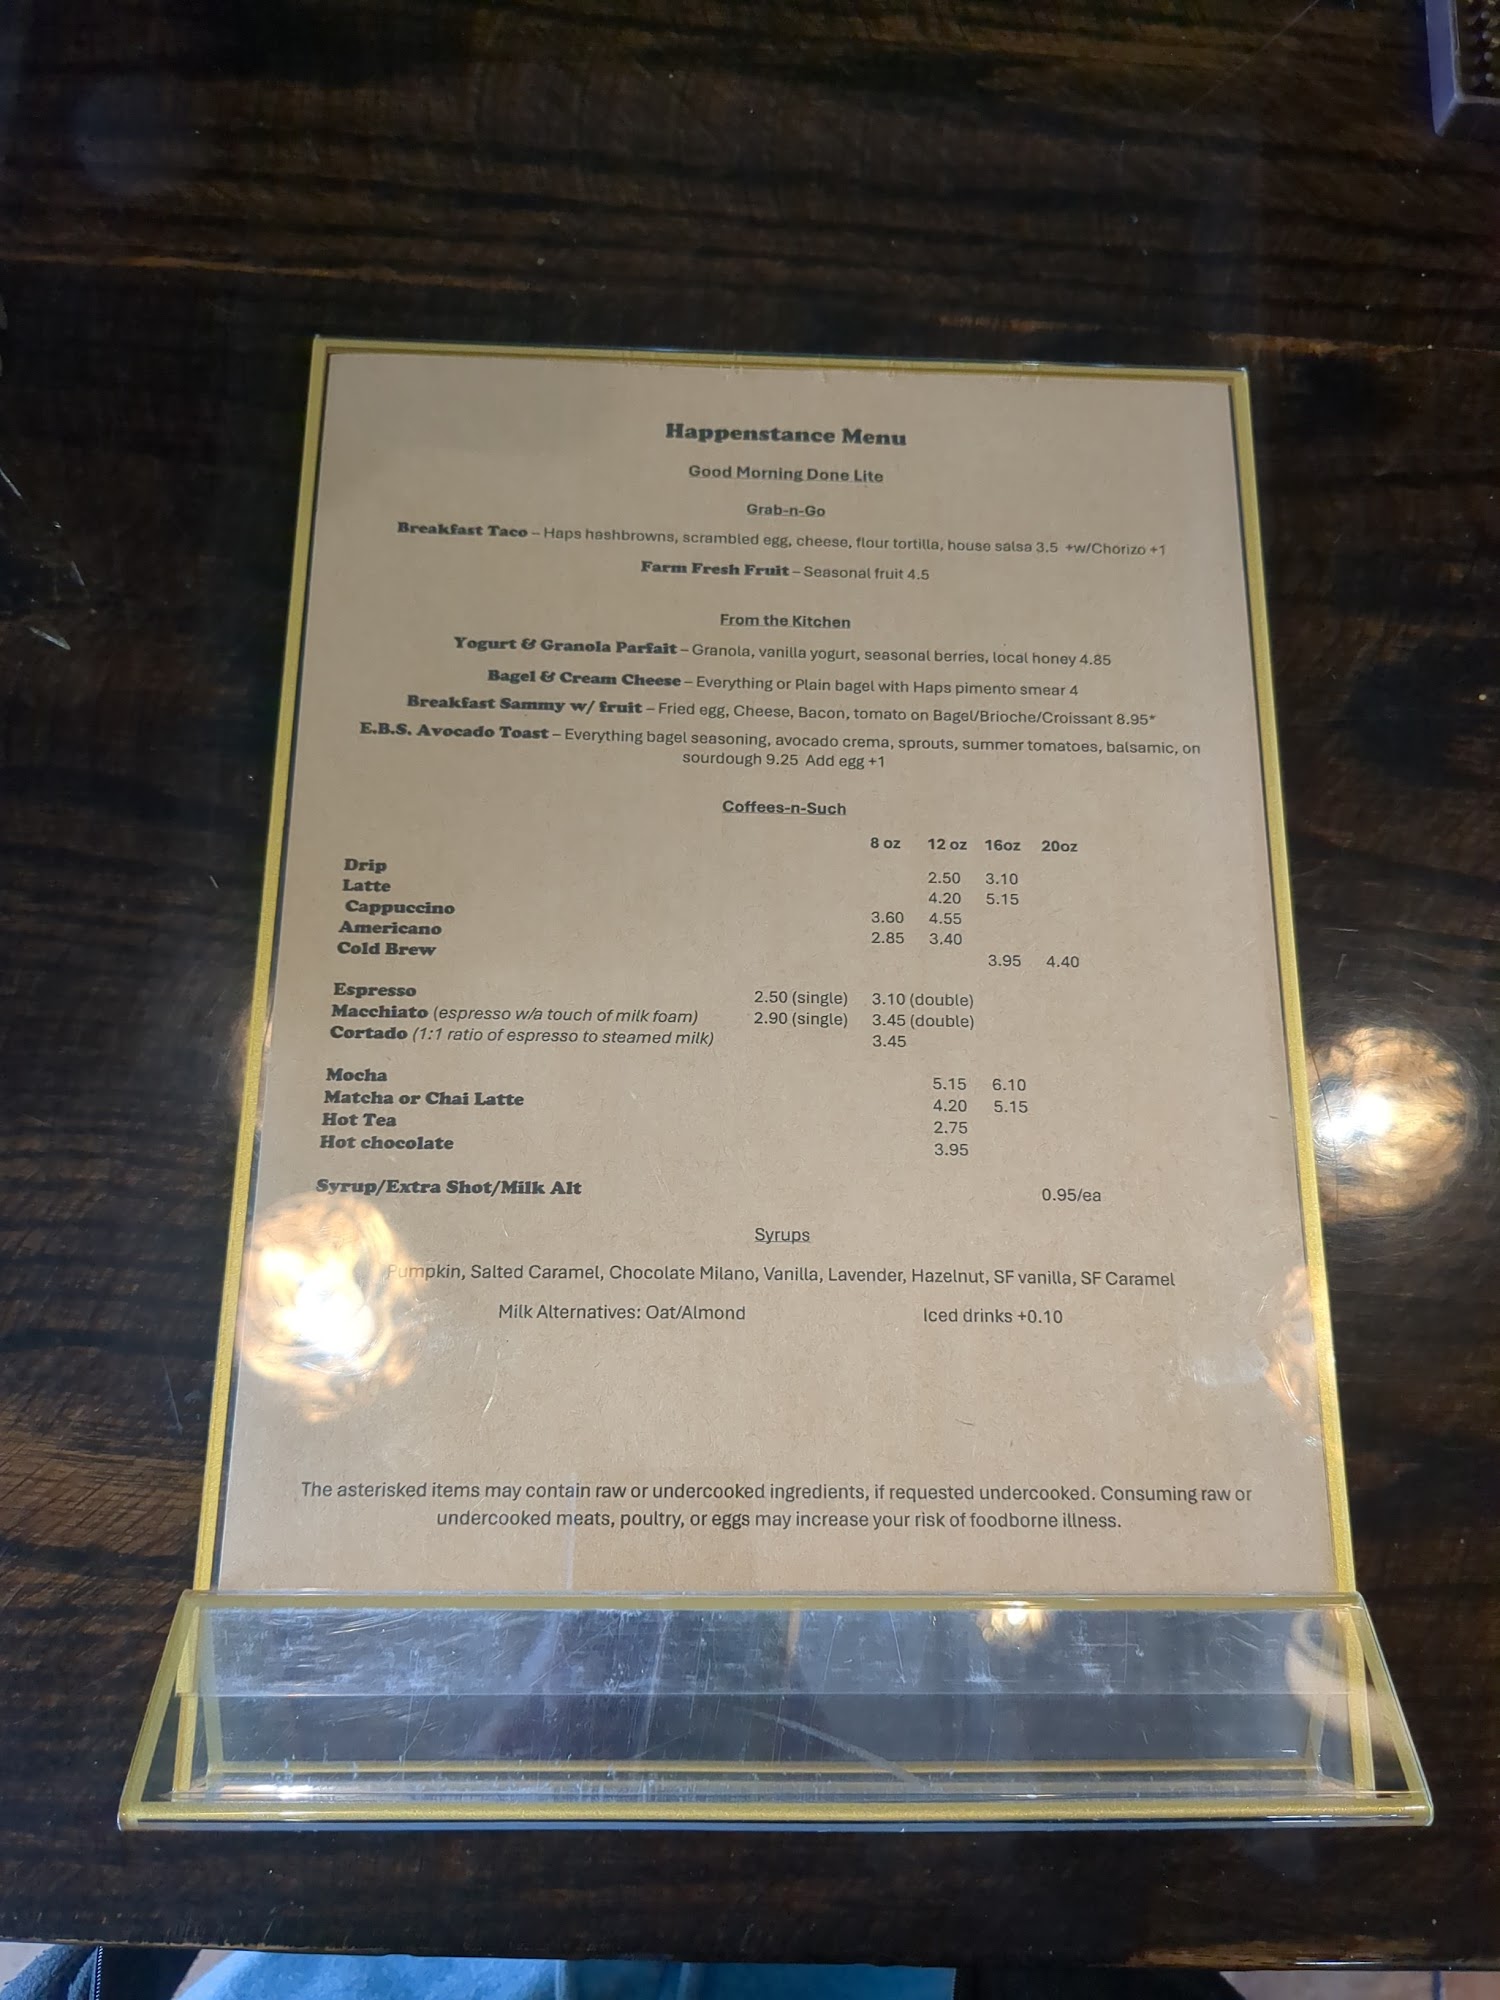 Happenstance Menu
Good Morning Done Lite
Grab-n-Go
Breakfast Taco – Haps hashbrowns, scrambled egg, cheese, flour tortilla, house salsa 3.5 +w/Chorizo +1
Farm Fresh Fruit – Seasonal fruit 4.5
From the Kitchen
Yogurt & Granola Parfait – Granola, vanilla yogurt, seasonal berries, local honey 4.85
Bagel & Cream Cheese – Everything or Plain bagel with Haps pimento smear 4
Breakfast Sammy w/ fruit – Fried egg, Cheese, Bacon, tomato on Bagel/Brioche/Croissant 8.95*
E.B.S. Avocado Toast – Everything bagel seasoning, avocado crema, sprouts, summer tomatoes, balsamic, on
sourdough 9.25 Add egg +1
Coffees-n-Such
8 oz 12 oz 16oz 20oz
Drip 2.50 3.10
Latte 4.20 5.15
Cappuccino 3.60 4.55
Americano 2.85 3.40
Cold Brew 3.95 4.40
Espresso 2.50 (single) 3.10 (double)
Macchiato (espresso w/a touch of milk foam) 2.90 (single) 3.45 (double)
Cortado (1:1 ratio of espresso to steamed milk) 3.45
Mocha 5.15 6.10
Matcha or Chai Latte 4.20 5.15
Hot Tea 2.75
Hot chocolate 3.95
Syrup/Extra Shot/Milk Alt 0.95/ea
Syrups
Pumpkin, Salted Caramel, Chocolate Milano, Vanilla, Lavender, Hazelnut, SF vanilla, SF Caramel
Milk Alternatives: Oat/Almond Iced drinks +0.10
The asterisked items may contain raw or undercooked ingredients, if requested undercooked. Consuming raw or
undercooked meats, poultry, or eggs may increase your risk of foodborne illness.